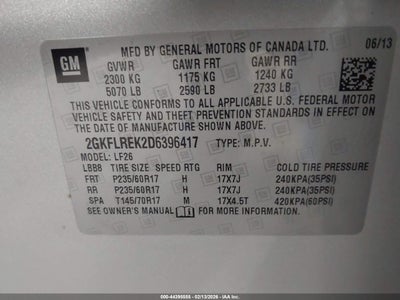 GM
MFD BY GENERAL MOTORS OF CANADA LTD.
06/13
GVWR GAWR FRT GAWR RR
2300 KG 1175 KG 1240 KG
5070 LB 2590 LB 2733 LB
THIS VEHICLE CONFORMS TO ALL APPLICABLE U.S. FEDERAL MOTOR
VEHICLE SAFETY AND THEFT PREVENTION STANDARDS IN EFFECT
ON THE DATE OF MANUFACTURE SHOWN ABOVE.
2GKFLREK2D6396417 TYPE: M.P.V.
MODEL: LF26
LBB8 TIRE SIZE SPEED RTG RIM COLD TIRE PRESSURE
FRT P235/60R17 H 17X7J 240KPA(35PSI)
RR P235/60R17 H 17X7J 240KPA(35PSI)
SPA T145/70R17 M 17X4.5T 420KPA(60PSI)
SEE OWNER'S MANUAL FOR MORE INFORMATION.
000-44395555 - 02/13/2026 - IAAI.COM